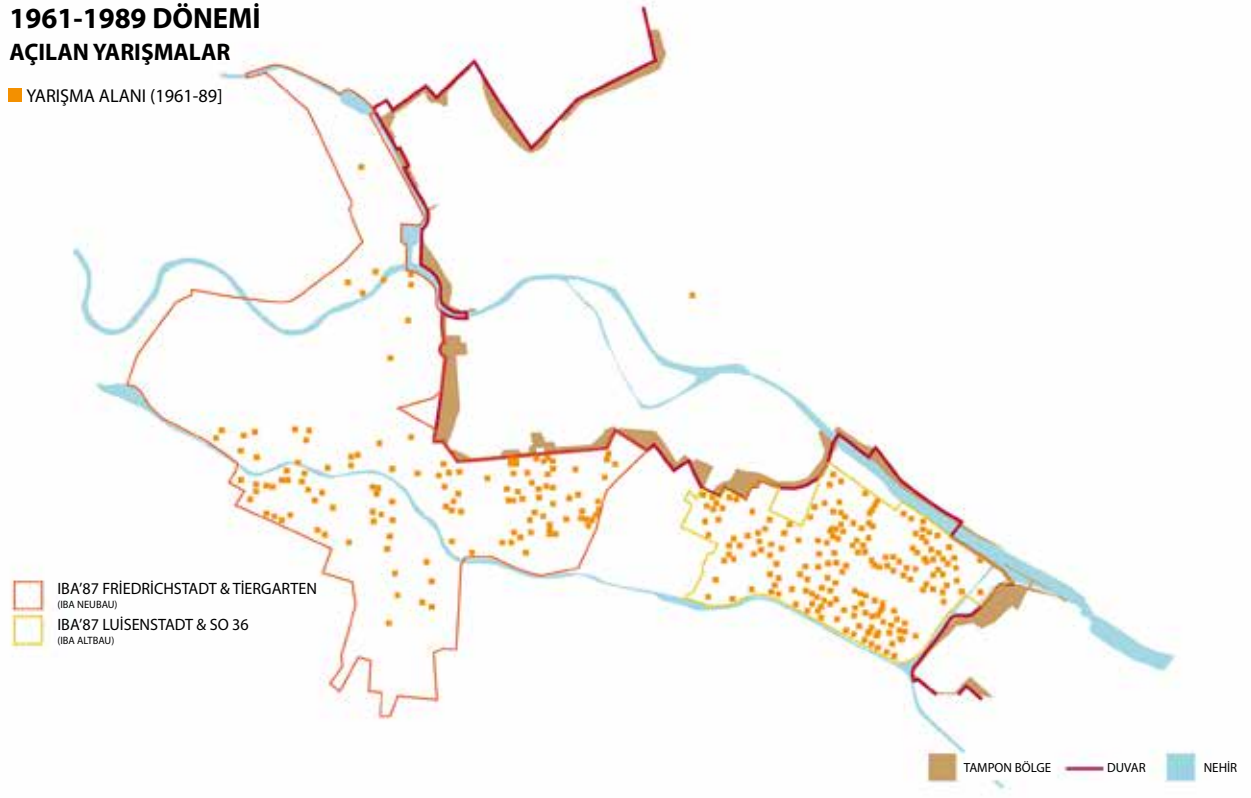 1961-1989 DÖNEMİ
AÇILAN YARIŞMALAR
YARIŞMA ALANI (1961-89]
IBA'87 FRİEDRİCHSTADT & TİERGARTEN
(IBA NEUBAU)
IBA'87 LUİSENSTADT & SO 36
(IBA ALTBAU)
TAMPON BÖLGE
DUVAR
NEHİR